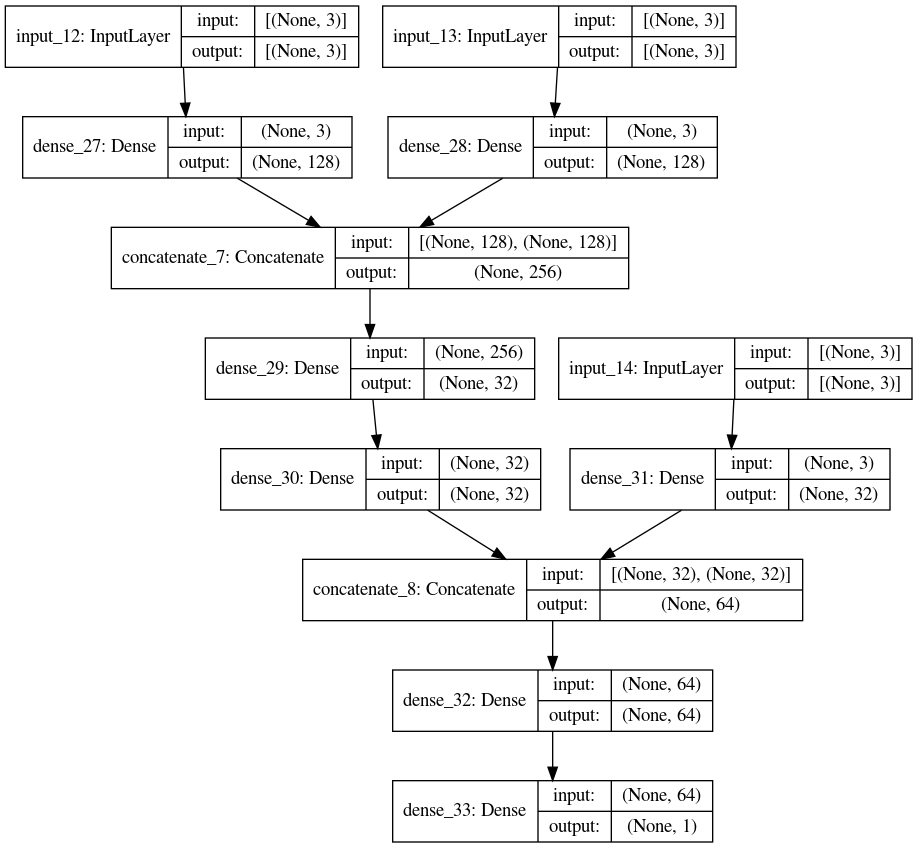 input_12: InputLayer
input: [(None, 3)]
output: [(None, 3)]
input_13: InputLayer
input: [(None, 3)]
output: [(None, 3)]
dense_27: Dense
input: (None, 3)
output: (None, 128)
dense_28: Dense
input: (None, 3)
output: (None, 128)
concatenate_7: Concatenate
input: [(None, 128), (None, 128)]
output: (None, 256)
dense_29: Dense
input: (None, 256)
output: (None, 32)
input_14: InputLayer
input: [(None, 3)]
output: [(None, 3)]
dense_30: Dense
input: (None, 32)
output: (None, 32)
dense_31: Dense
input: (None, 3)
output: (None, 32)
concatenate_8: Concatenate
input: [(None, 32), (None, 32)]
output: (None, 64)
dense_32: Dense
input: (None, 64)
output: (None, 64)
dense_33: Dense
input: (None, 64)
output: (None, 1)